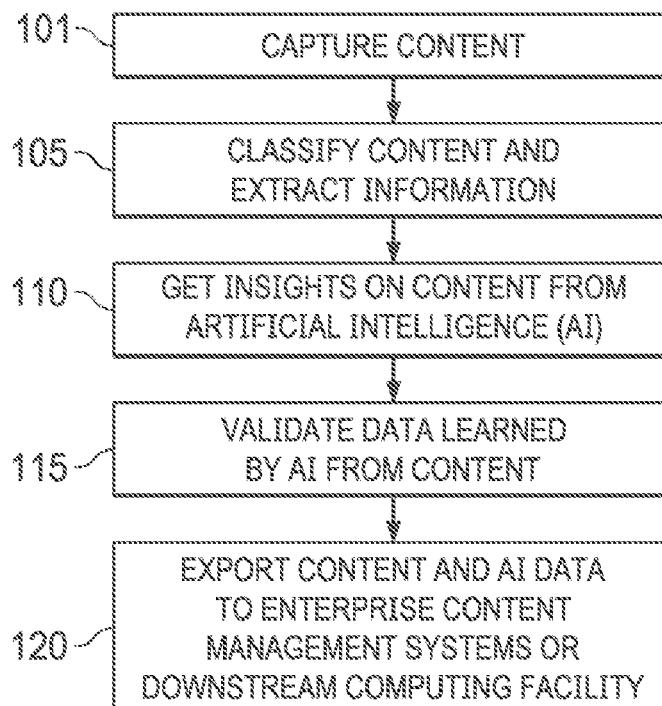 101
CAPTURE CONTENT
105
CLASSIFY CONTENT AND
EXTRACT INFORMATION
110
GET INSIGHTS ON CONTENT FROM
ARTIFICIAL INTELLIGENCE (AI)
115
VALIDATE DATA LEARNED
BY AI FROM CONTENT
120
EXPORT CONTENT AND AI DATA
TO ENTERPRISE CONTENT
MANAGEMENT SYSTEMS OR
DOWNSTREAM COMPUTING FACILITY